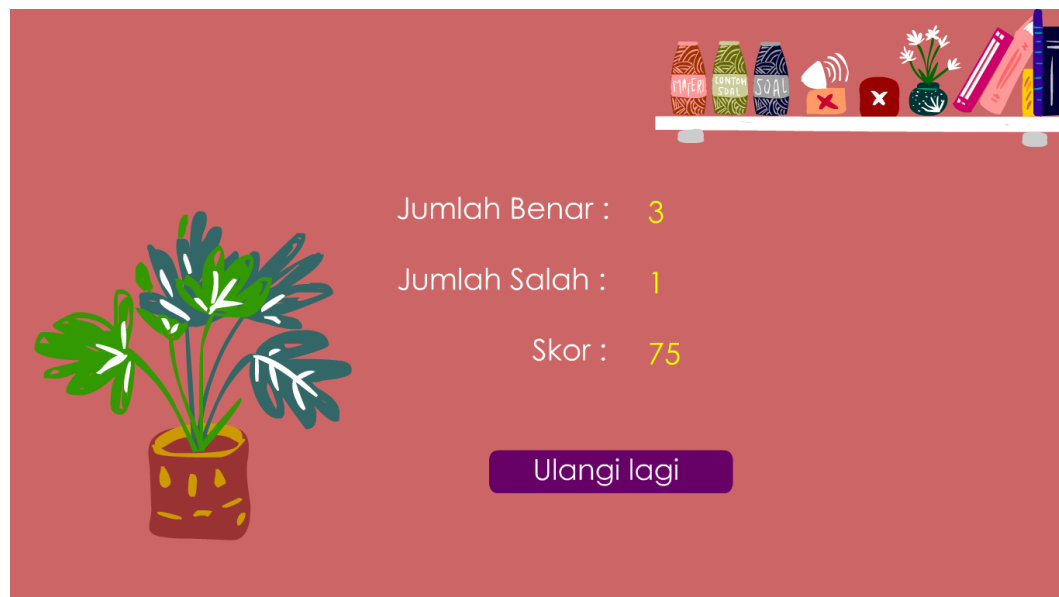 MATERI
CONTOH
SOAL
SOAL
Jumlah Benar : 3
Jumlah Salah : 1
Skor : 75
Ulangi lagi